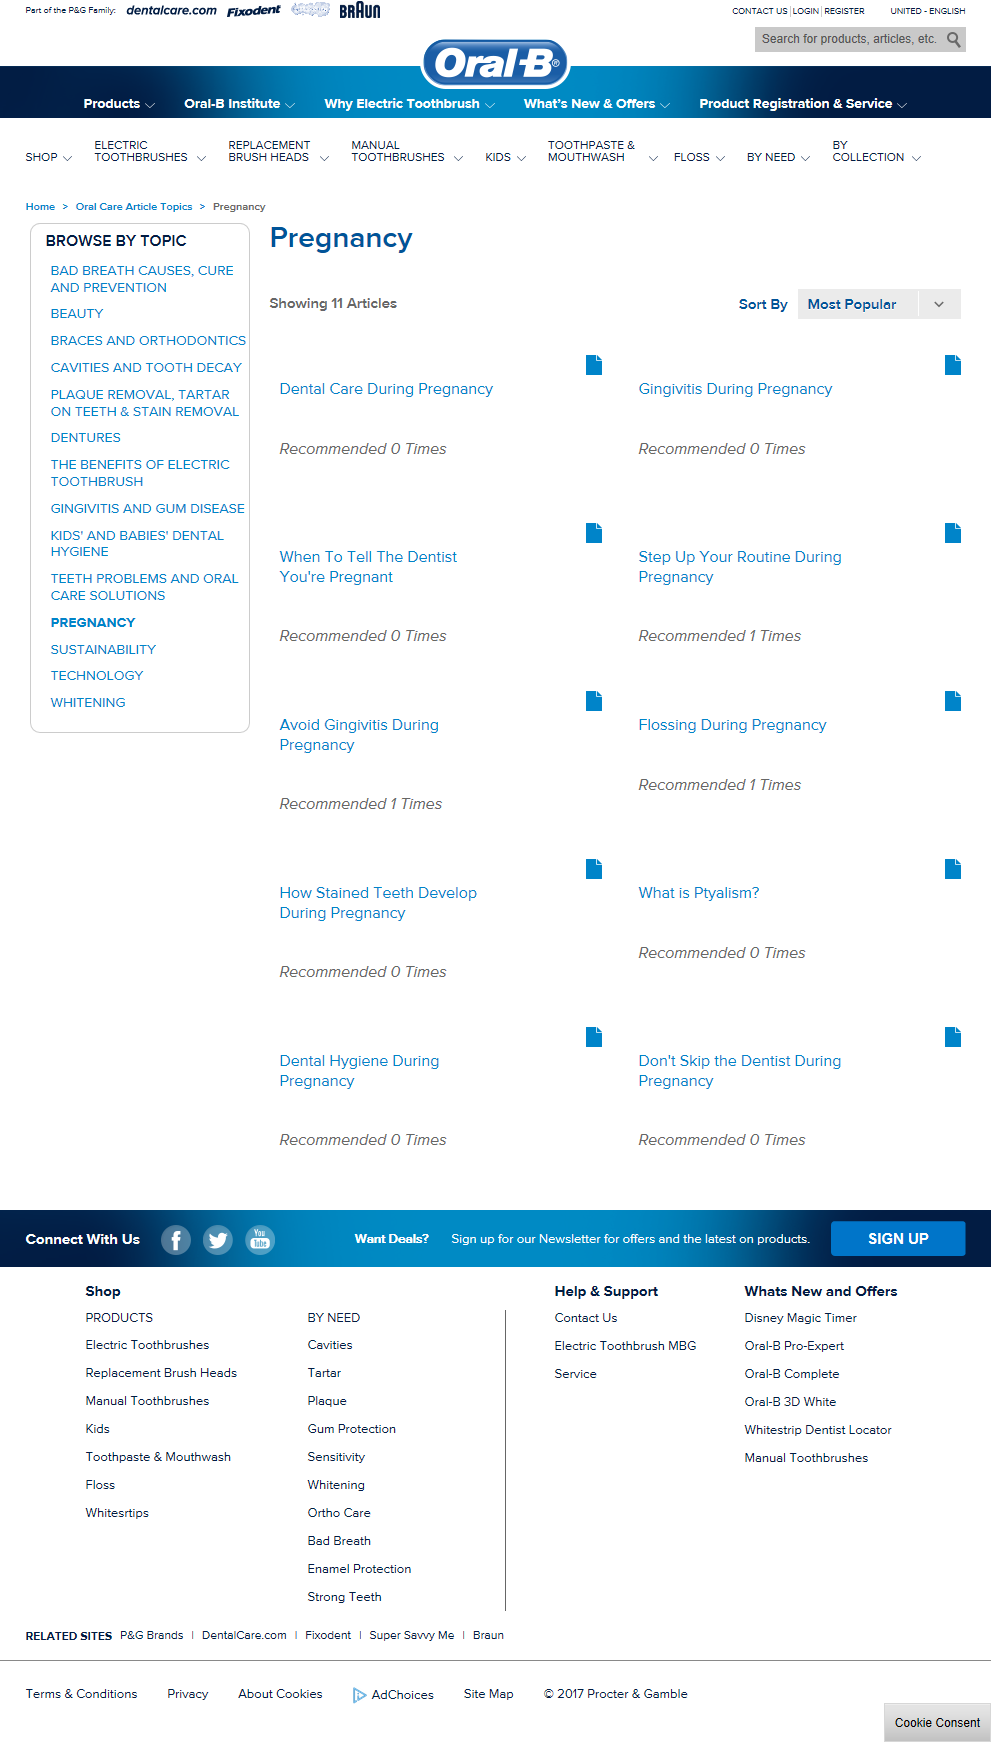 Part of the P&G Family: dentalcare.com Fixodent BRAUN
CONTACT US | LOGIN | REGISTER UNITED - ENGLISH
Search for products, articles, etc.
Oral-B®
Products Oral-B Institute Why Electric Toothbrush What's New & Offers Product Registration & Service
SHOP
ELECTRIC
TOOTHBRUSHES
REPLACEMENT
BRUSH HEADS
MANUAL
TOOTHBRUSHES
KIDS
TOOTHPASTE &
MOUTHWASH
FLOSS
BY NEED
BY
COLLECTION
Home > Oral Care Article Topics > Pregnancy
BROWSE BY TOPIC
BAD BREATH CAUSES, CURE
AND PREVENTION
BEAUTY
BRACES AND ORTHODONTICS
CAVITIES AND TOOTH DECAY
PLAQUE REMOVAL, TARTAR
ON TEETH & STAIN REMOVAL
DENTURES
THE BENEFITS OF ELECTRIC
TOOTHBRUSH
GINGIVITIS AND GUM DISEASE
KIDS' AND BABIES' DENTAL
HYGIENE
TEETH PROBLEMS AND ORAL
CARE SOLUTIONS
PREGNANCY
SUSTAINABILITY
TECHNOLOGY
WHITENING
Pregnancy
Showing 11 Articles
Sort By Most Popular
Dental Care During Pregnancy
Recommended 0 Times
Gingivitis During Pregnancy
Recommended 0 Times
When To Tell The Dentist
You're Pregnant
Recommended 0 Times
Step Up Your Routine During
Pregnancy
Recommended 1 Times
Avoid Gingivitis During
Pregnancy
Recommended 1 Times
Flossing During Pregnancy
Recommended 1 Times
How Stained Teeth Develop
During Pregnancy
Recommended 0 Times
What is Ptyalism?
Recommended 0 Times
Dental Hygiene During
Pregnancy
Recommended 0 Times
Don't Skip the Dentist During
Pregnancy
Recommended 0 Times
Connect With Us
You
Tube
Want Deals? Sign up for our Newsletter for offers and the latest on products.
SIGN UP
Shop
PRODUCTS
Electric Toothbrushes
Replacement Brush Heads
Manual Toothbrushes
Kids
Toothpaste & Mouthwash
Floss
Whitesrtips
BY NEED
Cavities
Tartar
Plaque
Gum Protection
Sensitivity
Whitening
Ortho Care
Bad Breath
Enamel Protection
Strong Teeth
Help & Support
Contact Us
Electric Toothbrush MBG
Service
Whats New and Offers
Disney Magic Timer
Oral-B Pro-Expert
Oral-B Complete
Oral-B 3D White
Whitestrip Dentist Locator
Manual Toothbrushes
RELATED SITES P&G Brands | DentalCare.com | Fixodent | Super Savvy Me | Braun
Terms & Conditions Privacy About Cookies AdChoices Site Map © 2017 Procter & Gamble
Cookie Consent